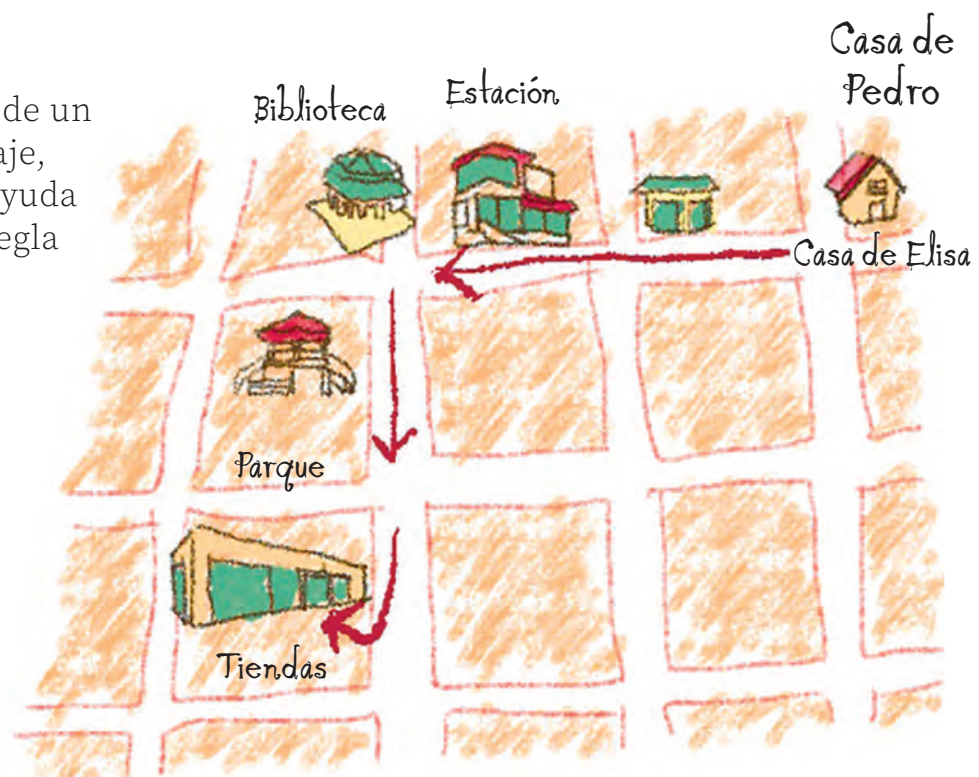 de un
aje,
yuda
egla
Biblioteca
Estación
Casa de
Pedro
Casa de Elisa
Parque
Tiendas